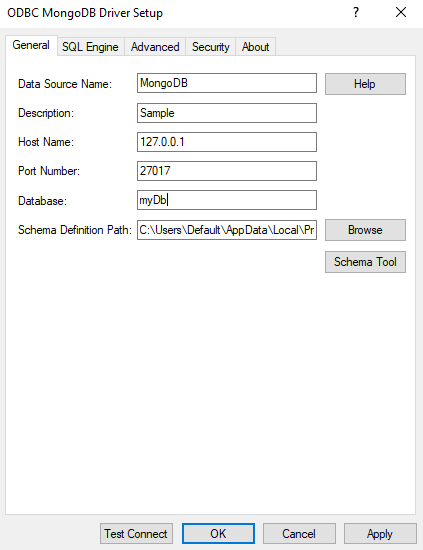 ODBC MongoDB Driver Setup ?
General SQL Engine Advanced Security About
Data Source Name: MongoDB Help
Description: Sample
Host Name: 127.0.0.1
Port Number: 27017
Database: myDb
Schema Definition Path: C:\Users\Default\AppData\Local\Pr Browse
Schema Tool
Test Connect OK Cancel Apply